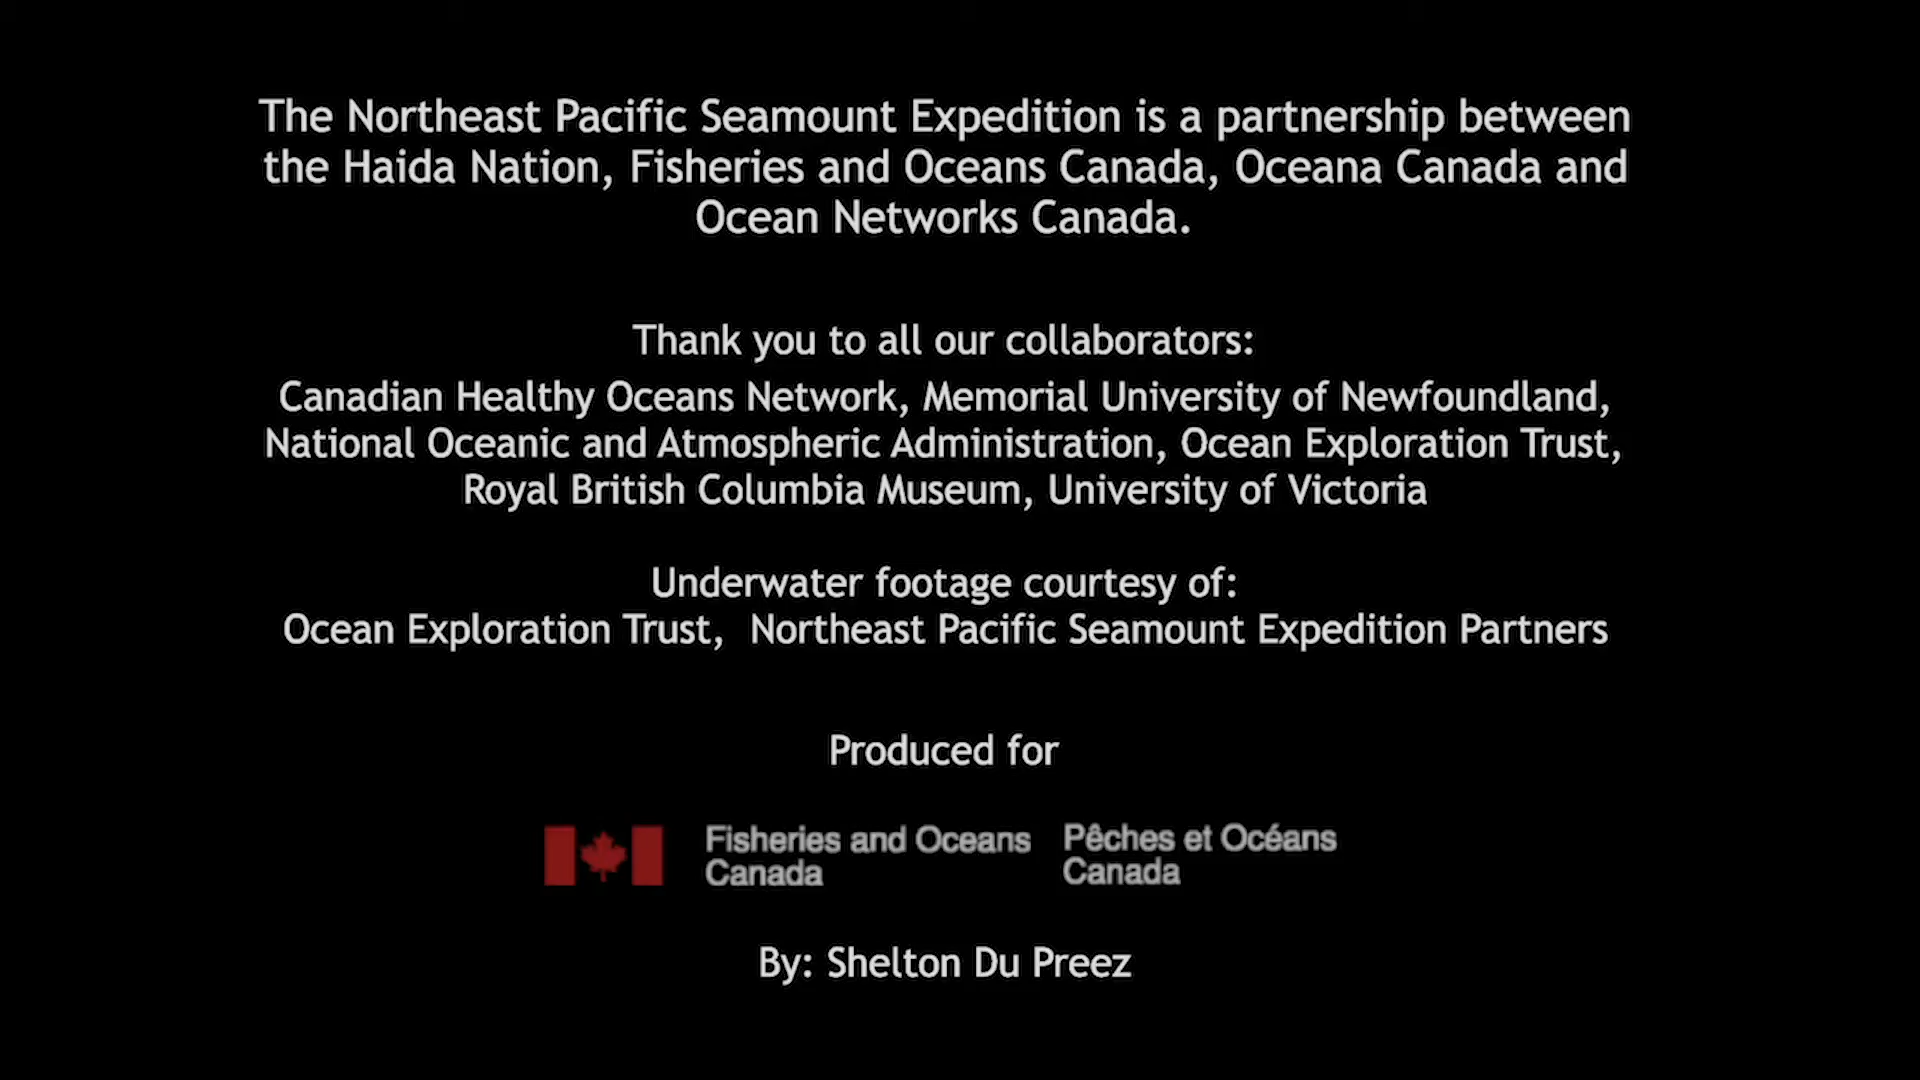 The Northeast Pacific Seamount Expedition is a partnership between
the Haida Nation, Fisheries and Oceans Canada, Oceana Canada and
Ocean Networks Canada.
Thank you to all our collaborators:
Canadian Healthy Oceans Network, Memorial University of Newfoundland,
National Oceanic and Atmospheric Administration, Ocean Exploration Trust,
Royal British Columbia Museum, University of Victoria
Underwater footage courtesy of:
Ocean Exploration Trust,  Northeast Pacific Seamount Expedition Partners
Produced for
Fisheries and Oceans
Canada
Pêches et Océans
Canada
By: Shelton Du Preez